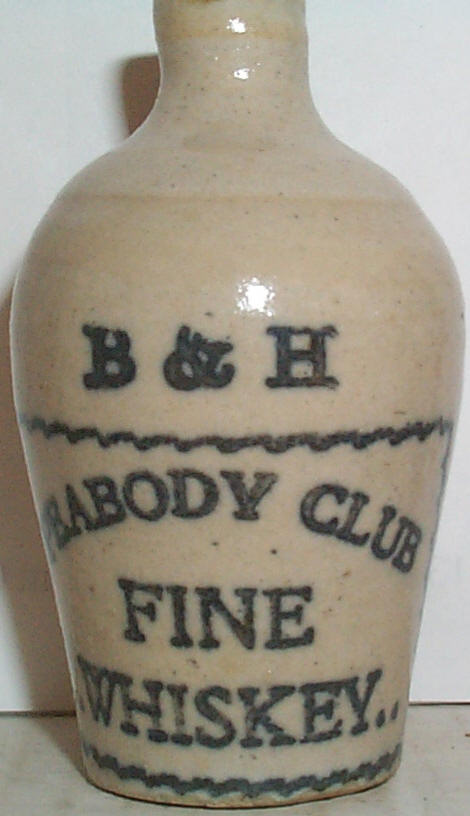 B & H
PEABODY CLUB
FINE
WHISKEY..